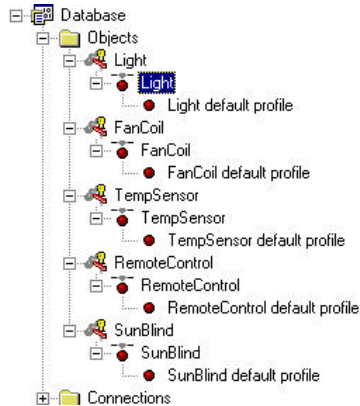 Database
Objects
Light
Light
Light default profile
FanCoil
FanCoil
FanCoil default profile
TempSensor
TempSensor
TempSensor default profile
RemoteControl
RemoteControl
RemoteControl default profile
SunBlind
SunBlind
SunBlind default profile
Connections